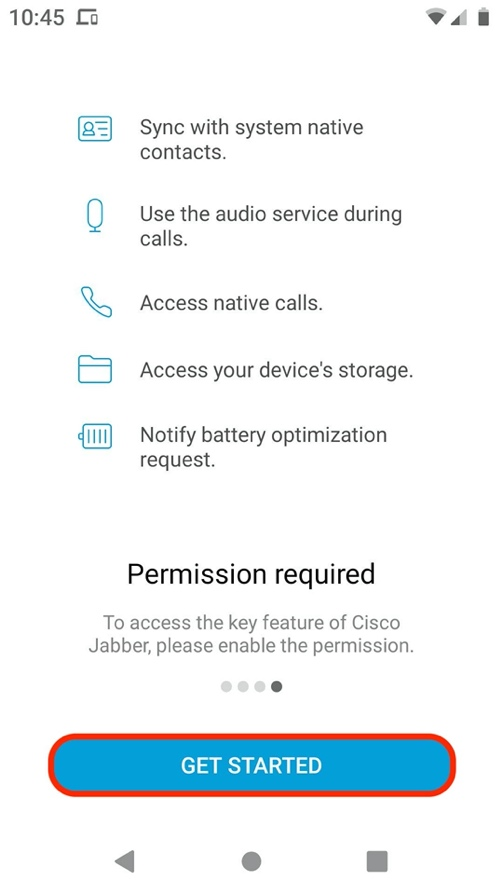 10:45
Sync with system native
contacts.
Use the audio service during
calls.
Access native calls.
Access your device's storage.
Notify battery optimization
request.
Permission required
To access the key feature of Cisco
Jabber, please enable the permission.
GET STARTED